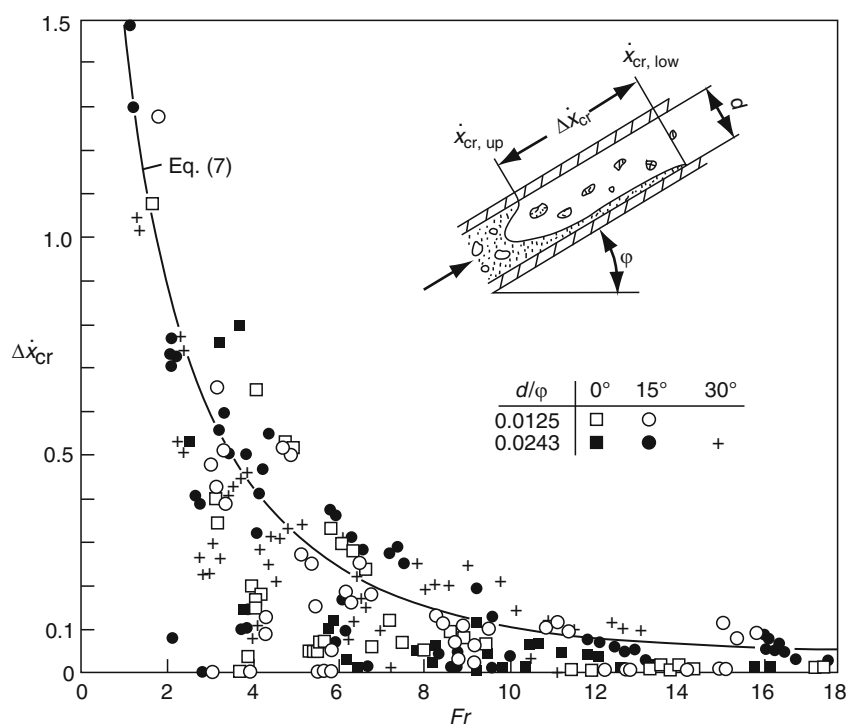 1.5
1.0
0.5
0.1
0
Δẋcr
Eq. (7)
ẋcr, up
Δẋcr
ẋcr, low
d
φ
d/φ 0° 15° 30°
0.0125 □ ○
0.0243 ■ ● +
0 2 4 6 8 10 12 14 16 18
Fr